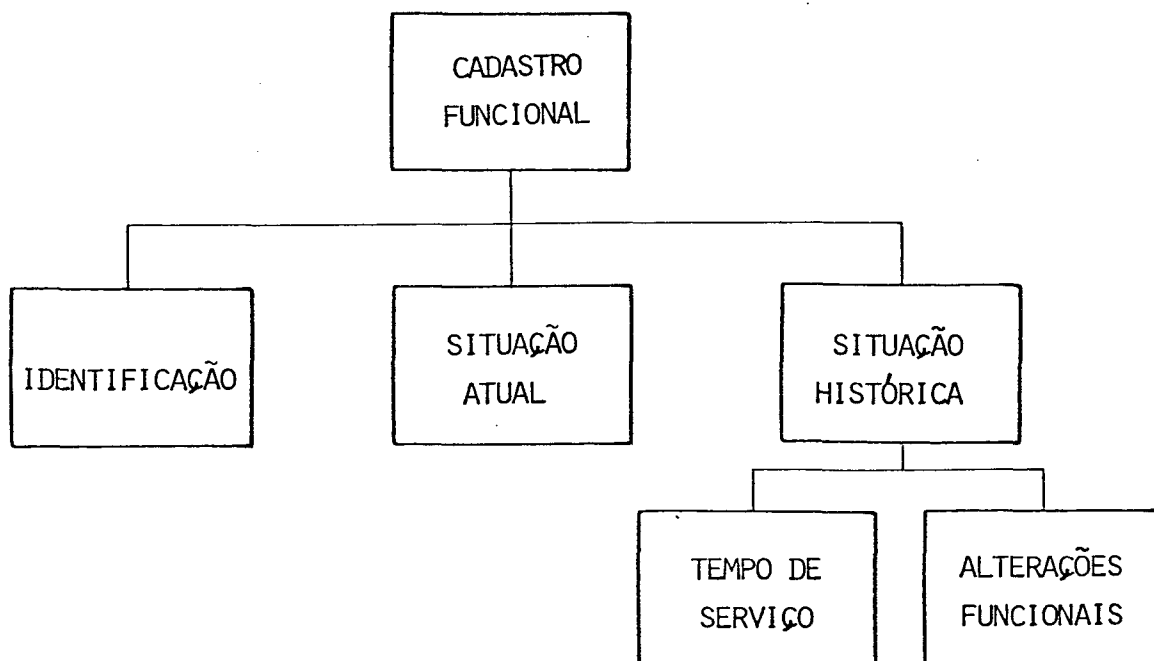 CADASTRO
FUNCIONAL
IDENTIFICAÇÃO
SITUAÇÃO
ATUAL
SITUAÇÃO
HISTÓRICA
TEMPO DE
SERVIÇO
ALTERAÇÕES
FUNCIONAIS